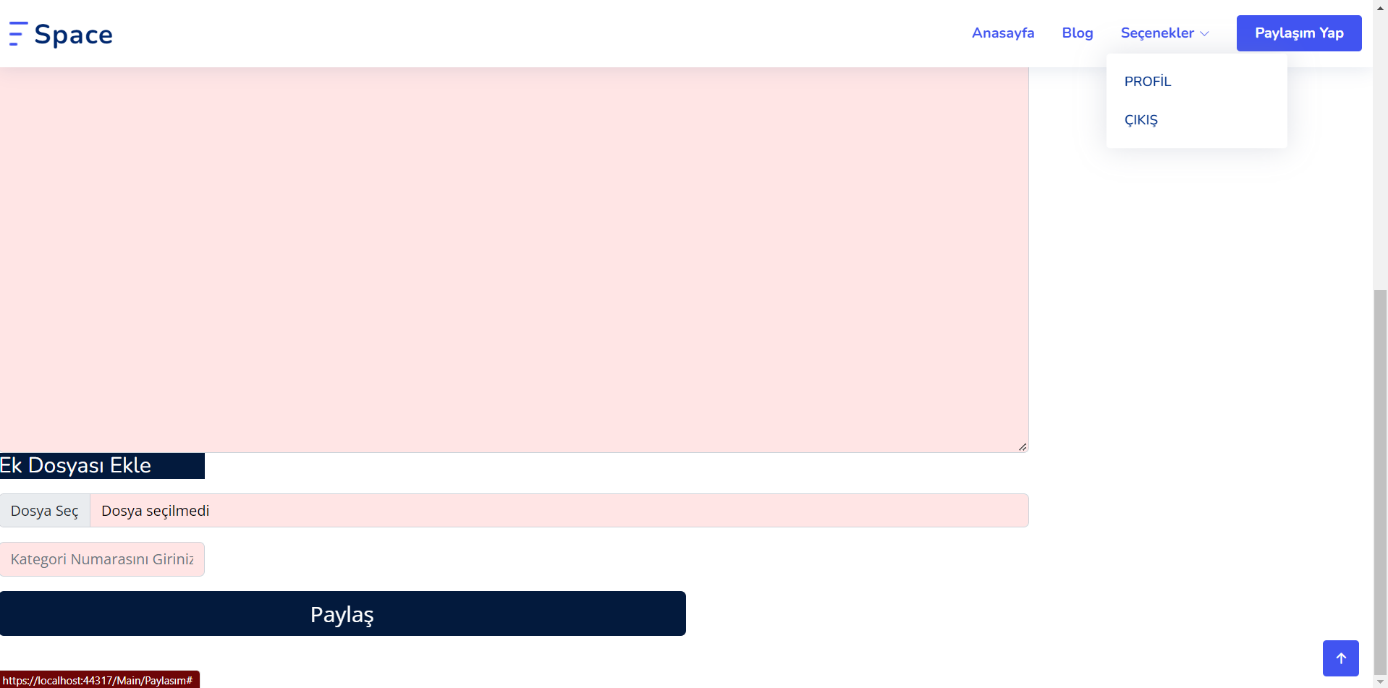 Space
Anasayfa Blog Seçenekler Paylaşım Yap
PROFİL
ÇIKIŞ
Ek Dosyası Ekle
Dosya Seç Dosya seçilmedi
Kategori Numarasını Giriniz
Paylaş
https://localhost:44317/Main/Paylasim#